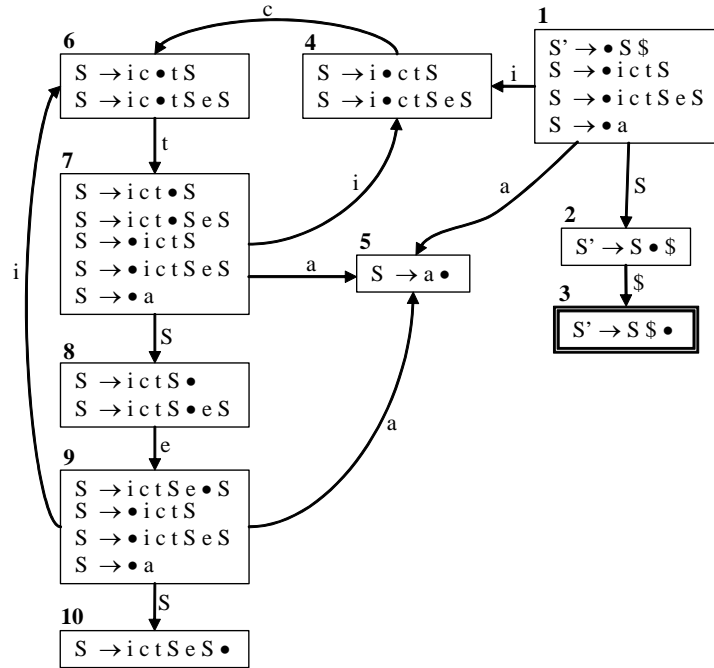 c
6
S → i c • t S
S → i c • t S e S
4
S → i • c t S
S → i • c t S e S
i
1
S' → • S $
S → • i c t S
S → • i c t S e S
S → • a
t
7
S → i c t • S
S → i c t • S e S
S → • i c t S
S → • i c t S e S
S → • a
i
a
a
S
5
S → a •
2
S' → S • $
$
3
S' → S $ •
i
S
8
S → i c t S •
S → i c t S • e S
e
a
9
S → i c t S e • S
S → • i c t S
S → • i c t S e S
S → • a
S
10
S → i c t S e S •